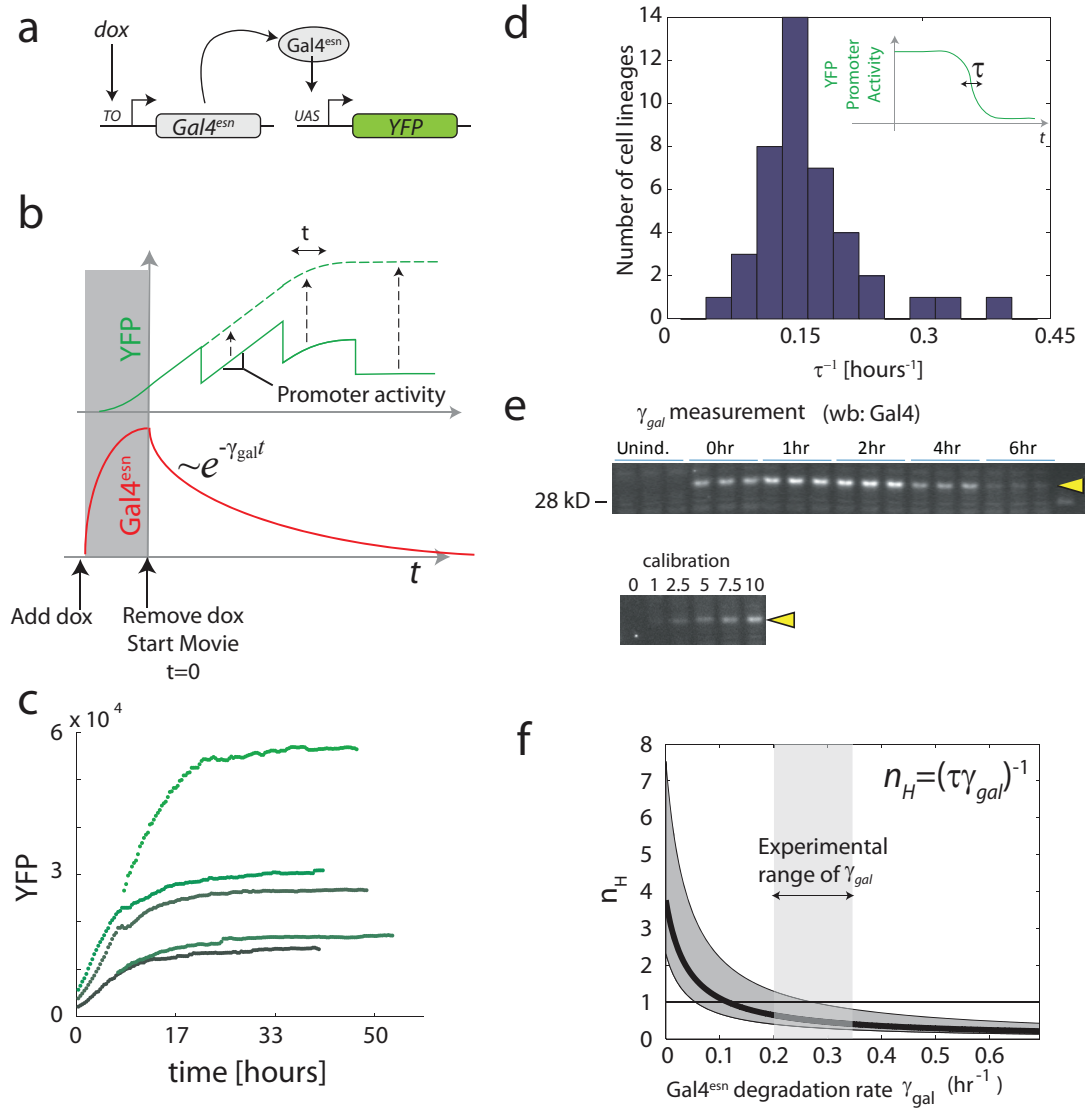 a
dox
TO
Gal4ᵉˢⁿ
Gal4ᵉˢⁿ
UAS
YFP
b
YFP
t
Promoter activity
Gal4ᵉˢⁿ
~e^-γgalt
t
Add dox
Remove dox
Start Movie
t=0
c
x 10⁴
6
3
0
YFP
0 17 33 50
time [hours]
d
Number of cell lineages
14
12
10
8
6
4
2
0
YFP
Promoter
Activity
τ
t
0.15 0.3 0.45
τ⁻¹ [hours⁻¹]
e
γgal measurement (wb: Gal4)
Unind. 0hr 1hr 2hr 4hr 6hr
28 kD
calibration
0 1 2.5 5 7.5 10
f
nH
8
7
6
5
4
3
2
1
0
nH=(τγgal)⁻¹
Experimental
range of γgal
0 0.1 0.2 0.3 0.4 0.5 0.6
Gal4ᵉˢⁿ degradation rate γgal (hr⁻¹)